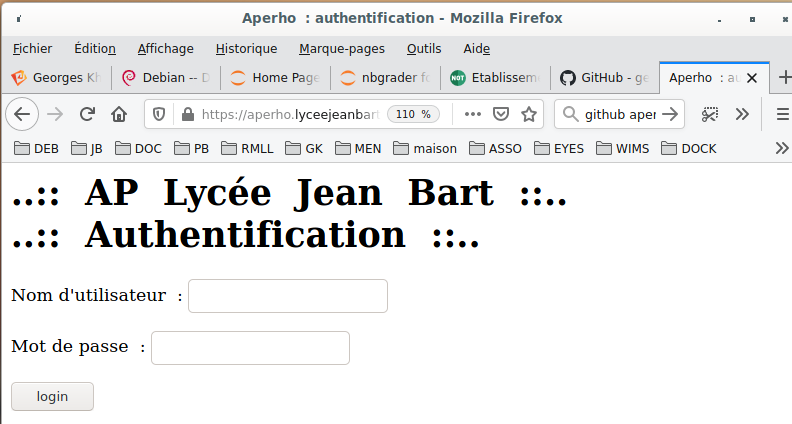 Aperho : authentification - Mozilla Firefox
Fichier Édition Affichage Historique Marque-pages Outils Aide
Georges Kh Debian -- D Home Page nbgrader fo Etablisseme GitHub - ge Aperho : au
https://aperho.lyceejeanbart 110 % github aper
DEB JB DOC PB RMLL GK MEN maison ASSO EYES WIMS DOCK
..:: AP Lycée Jean Bart ::..
..:: Authentification ::..
Nom d'utilisateur :
Mot de passe :
login